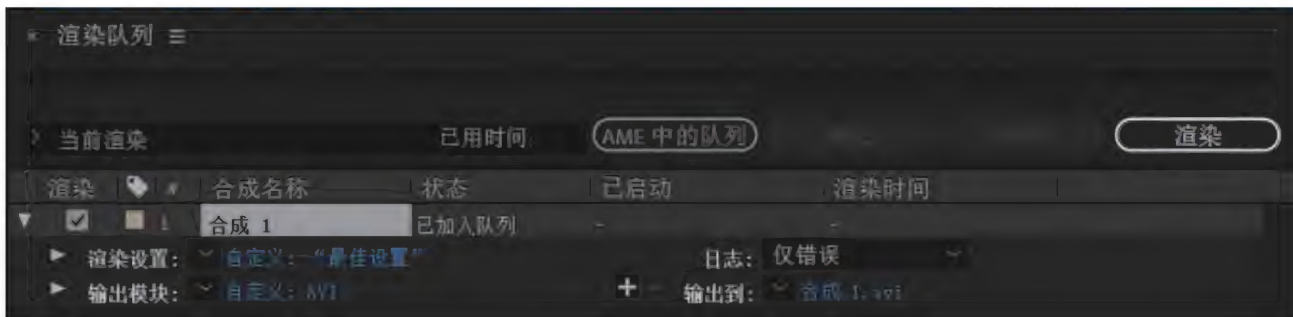 渲染队列
当前渲染 已用时间: AME 中的队列 渲染
渲染 # 合成名称 状态 已启动 渲染时间
1 合成 1 已加入队列 - -
渲染设置: 自定义: “最佳设置” 日志: 仅错误
输出模块: 自定义: AVI + - 输出到: 合成 1.avi